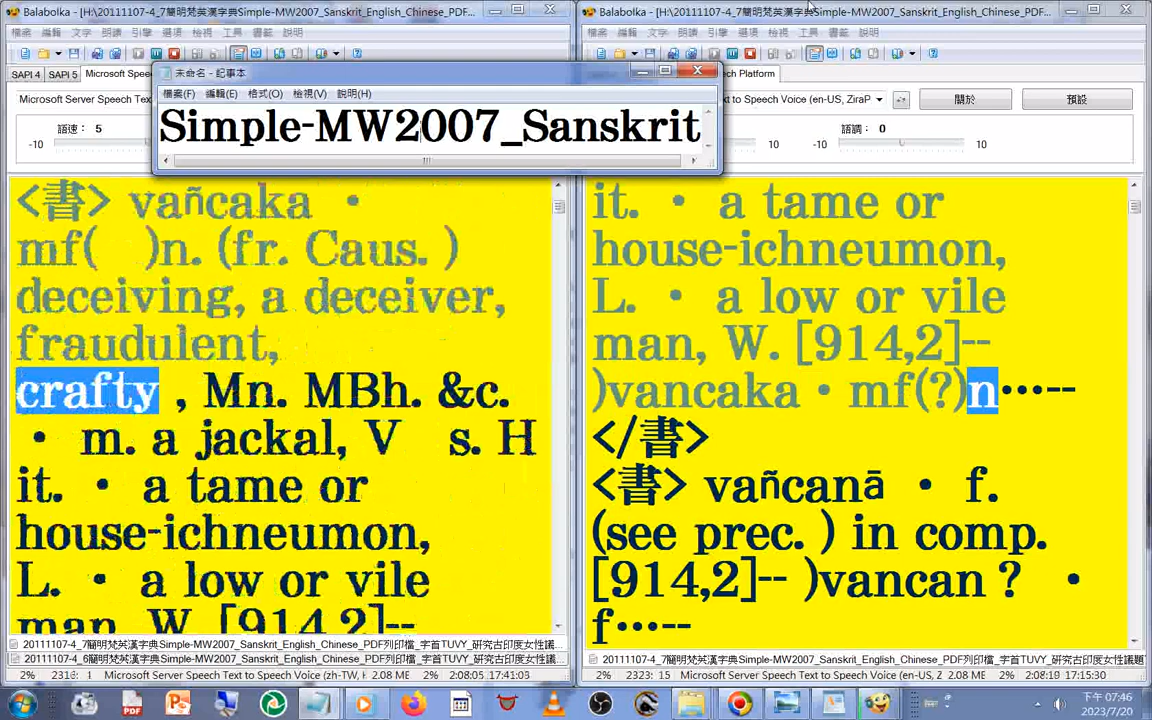 Balabolka - [H:\20111107-4_7簡明梵英漢字典Simple-MW2007_Sanskrit_English_Chinese_PDF...
檔案 編輯 文字 朗讀 引擎 選項 檢視 工具 書籤 說明
SAPI 4 SAPI 5 Microsoft Spee
Microsoft Server Speech Text
語速： 5
-10
未命名 - 記事本
檔案(F) 編輯(E) 格式(O) 檢視(V) 說明(H)
Simple-MW2007_Sanskrit
<書> vañcaka •
mf( )n. (fr. Caus. )
deceiving, a deceiver,
fraudulent,
crafty , Mn. MBh. &c.
• m. a jackal, V s. H
it. • a tame or
house-ichneumon,
L. • a low or vile
man, W. [914,2]--
20111107-4_7簡明梵英漢字典Simple-MW2007_Sanskrit_English_Chinese_PDF列印檔_字首TUVY_研究古印度女性議...
20111107-4_6簡明梵英漢字典Simple-MW2007_Sanskrit_English_Chinese_PDF列印檔_字首TUVY_研究古印度女性議...
2% 2316: 1 Microsoft Server Speech Text to Speech Voice (zh-TW, H 2.08 MB 2% 2:08:05 17:41:03
Balabolka - [H:\20111107-4_7簡明梵英漢字典Simple-MW2007_Sanskrit_English_Chinese_PDF...
檔案 編輯 文字 朗讀 引擎 選項 檢視 工具 書籤 說明
ech Platform
t to Speech Voice (en-US, ZiraP 關於 預設
語調： 0
10 -10 10
it. • a tame or
house-ichneumon,
L. • a low or vile
man, W. [914,2]--
)vancaka • mf(?)n…--
</書>
<書> vañcanā • f.
(see prec. ) in comp.
[914,2]-- )vancan ? •
f…--
20111107-4_7簡明梵英漢字典Simple-MW2007_Sanskrit_English_Chinese_PDF列印檔_字首TUVY_研究古印度女性議題
2% 2323: 15 Microsoft Server Speech Text to Speech Voice (en-US, Z 2.08 MB 2% 2:08:19 17:15:30
下午 07:46
2023/7/20